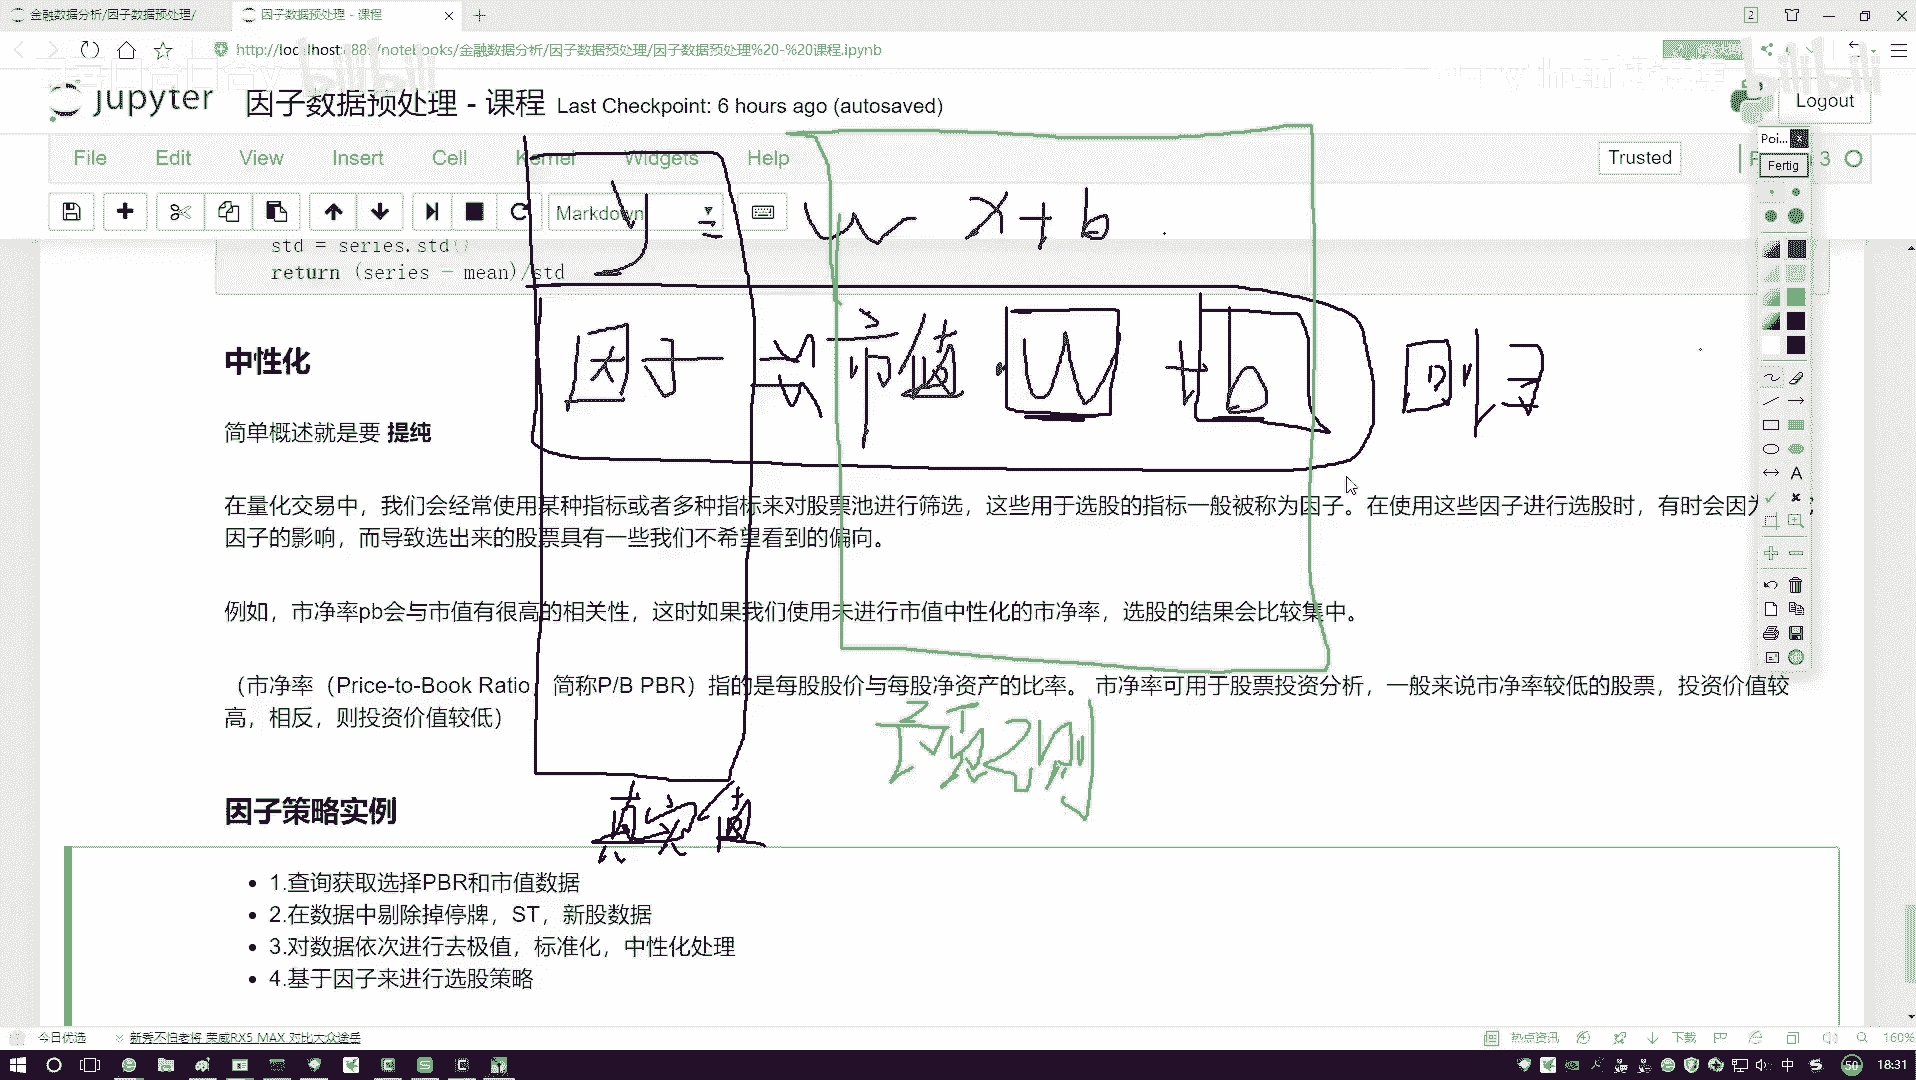 金融数据分析/因子数据预处理/
因子数据预处理 - 课程
http://localhost:888/notebooks/金融数据分析/因子数据预处理/因子数据预处理%20-%20课程.ipynb
bilibili
bilibili
jupyter 因子数据预处理 - 课程 Last Checkpoint: 6 hours ago (autosaved)
Logout
File Edit View Insert Cell Kernel Widgets Help
Trusted
3
Poi...
Fertig
Markdown
y = w x + b
std = series.std()
return (series - mean)/std
因子 市值 · W + b 回归
中性化
简单概述就是要 提纯
在量化交易中，我们会经常使用某种指标或者多种指标来对股票池进行筛选，这些用于选股的指标一般被称为因子。在使用这些因子进行选股时，有时会因为
因子的影响，而导致选出来的股票具有一些我们不希望看到的偏向。
例如，市净率pb会与市值有很高的相关性，这时如果我们使用未进行市值中性化的市净率，选股的结果会比较集中。
（市净率（Price-to-Book Ratio，简称P/B PBR）指的是每股股价与每股净资产的比率。 市净率可用于股票投资分析，一般来说市净率较低的股票，投资价值较
高，相反，则投资价值较低）
预测
真实值
因子策略实例
1.查询获取选择PBR和市值数据
2.在数据中剔除掉停牌，ST，新股数据
3.对数据依次进行去极值，标准化，中性化处理
4.基于因子来进行选股策略
今日优选
新秀不怕老将 荣威RX5 MAX 对比大众途岳
热点资讯
下载
160%
中
50
18:31